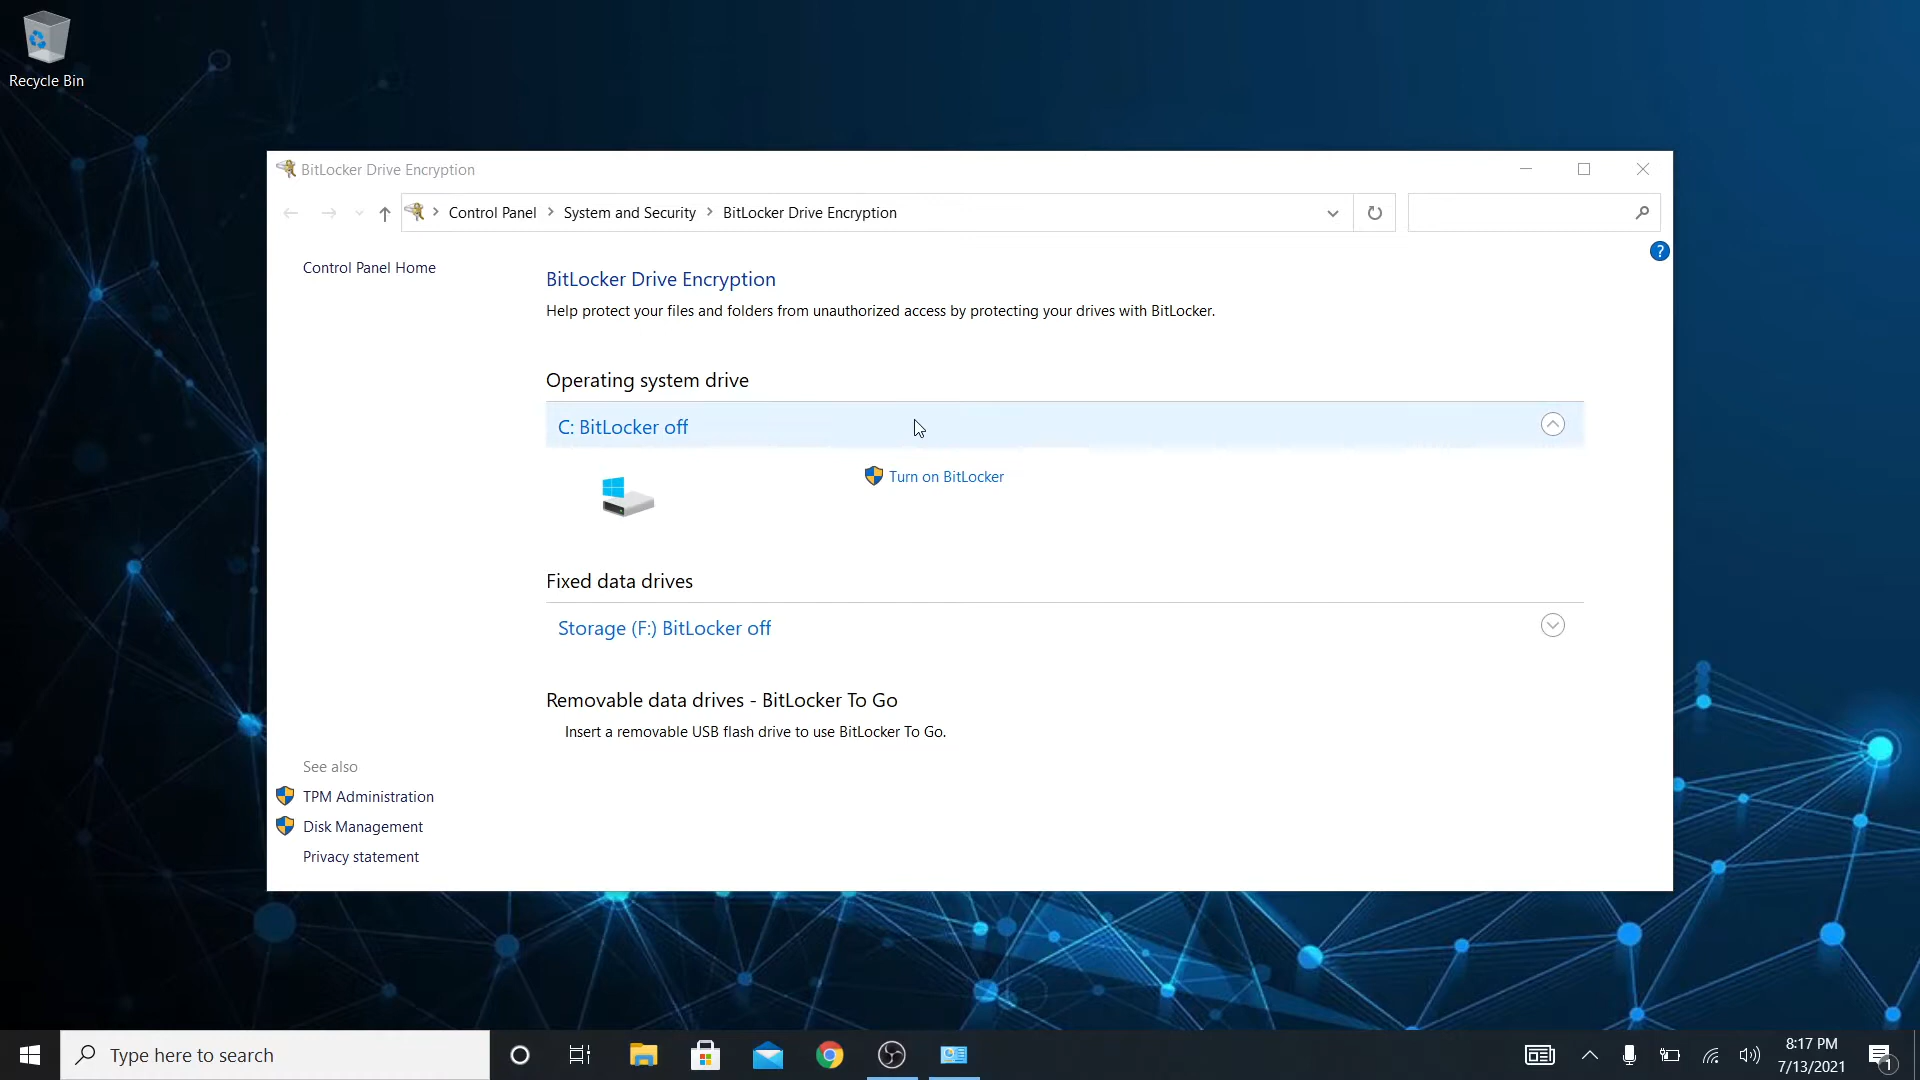 Recycle Bin
BitLocker Drive Encryption
Control Panel > System and Security > BitLocker Drive Encryption
?
Control Panel Home
BitLocker Drive Encryption
Help protect your files and folders from unauthorized access by protecting your drives with BitLocker.
Operating system drive
C: BitLocker off
Turn on BitLocker
Fixed data drives
Storage (F:) BitLocker off
Removable data drives - BitLocker To Go
Insert a removable USB flash drive to use BitLocker To Go.
See also
TPM Administration
Disk Management
Privacy statement
Type here to search
8:17 PM
7/13/2021
1